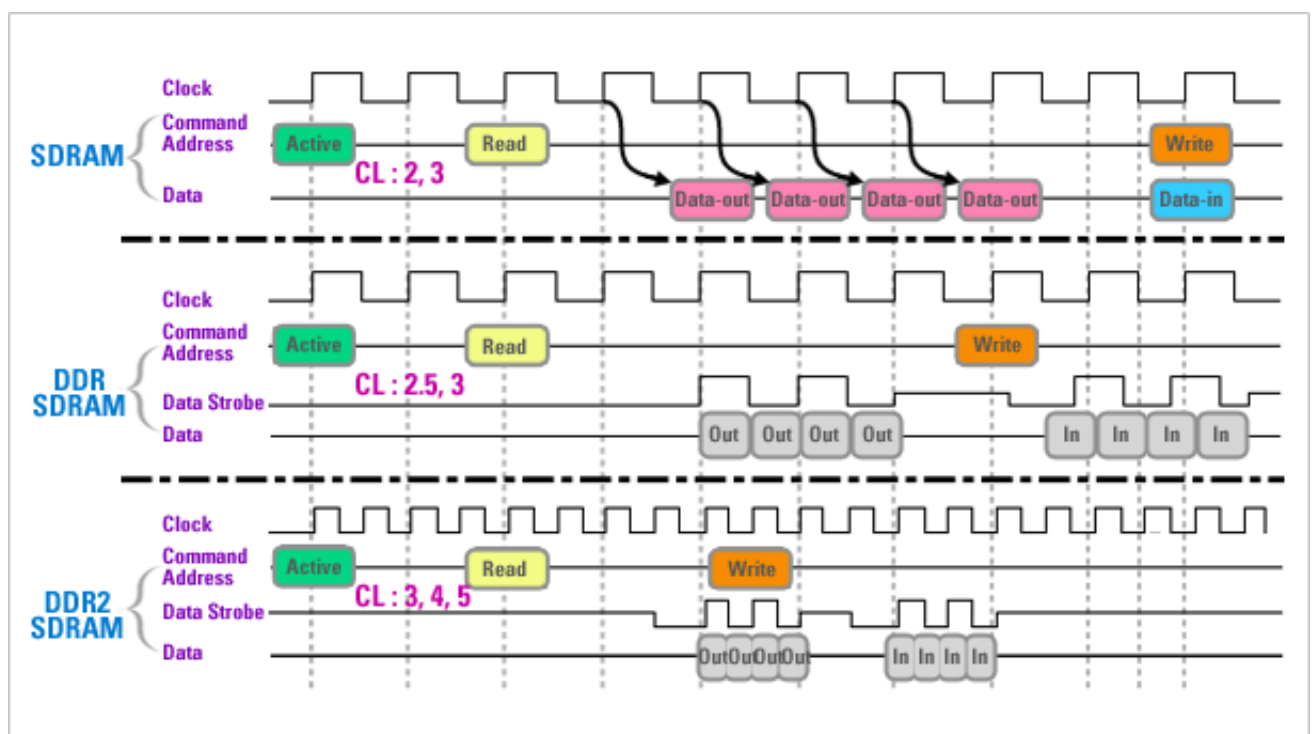 Clock
Command
Address
SDRAM
Active
Read
Write
CL : 2, 3
Data
Data-out
Data-out
Data-out
Data-out
Data-in
Clock
Command
Address
Active
Read
Write
DDR
SDRAM
CL : 2.5, 3
Data Strobe
Data
Out
Out
Out
Out
In
In
In
In
Clock
Command
Address
Active
Read
Write
DDR2
SDRAM
CL : 3, 4, 5
Data Strobe
Data
Out
Out
Out
Out
In
In
In
In